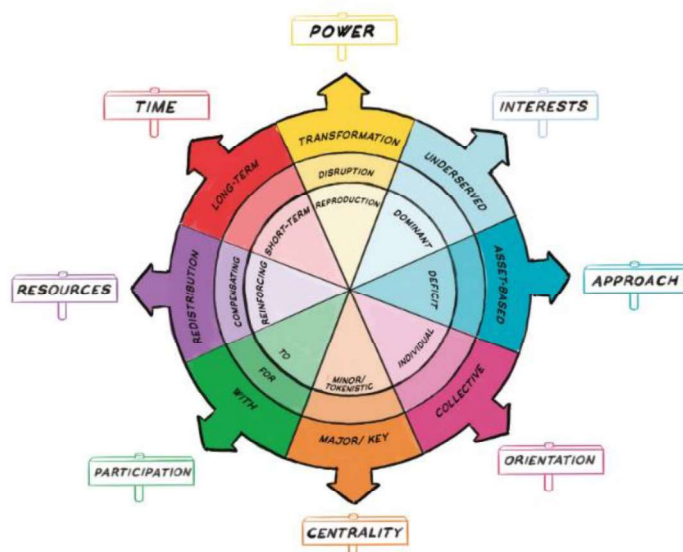 POWER
TIME
INTERESTS
TRANSFORMATION
LONG-TERM
UNDERSERVED
DISRUPTION
REPRODUCTION
SHORT-TERM
DOMINANT
RESOURCES
REDISTRIBUTION
COMPENSATING
REINFORCING
DEFICIT
ASSET-BASED
APPROACH
TO
FOR
WITH
MINOR/
TOKENISTIC
INDIVIDUAL
COLLECTIVE
MAJOR/KEY
PARTICIPATION
ORIENTATION
CENTRALITY